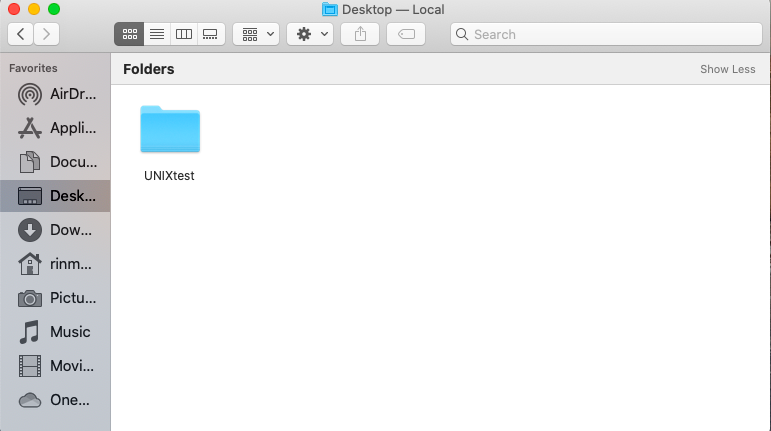 Desktop — Local
Search
Favorites
AirDr...
Appli...
Docu...
Desk...
Dow...
rinm...
Pictu...
Music
Movi...
One...
Folders
Show Less
UNIXtest